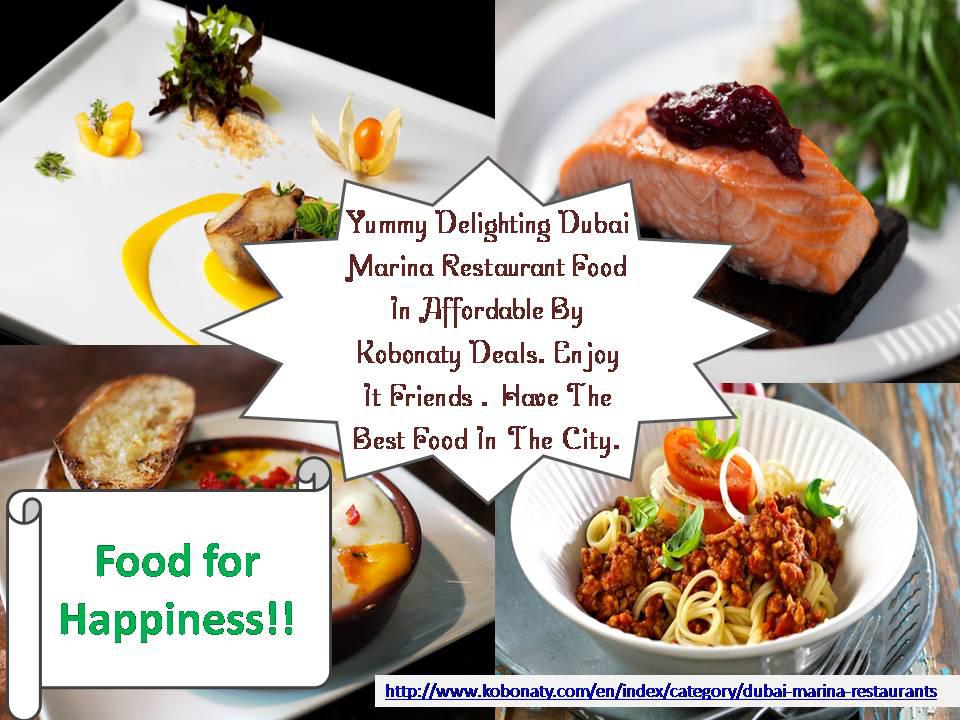 Yummy Delighting Dubai
Marina Restaurant Food
In Affordable By
Kobonaty Deals. Enjoy
It Friends . Have The
Best Food In The City.
Food for
Happiness!!
http://www.kobonaty.com/en/index/category/dubai-marina-restaurants